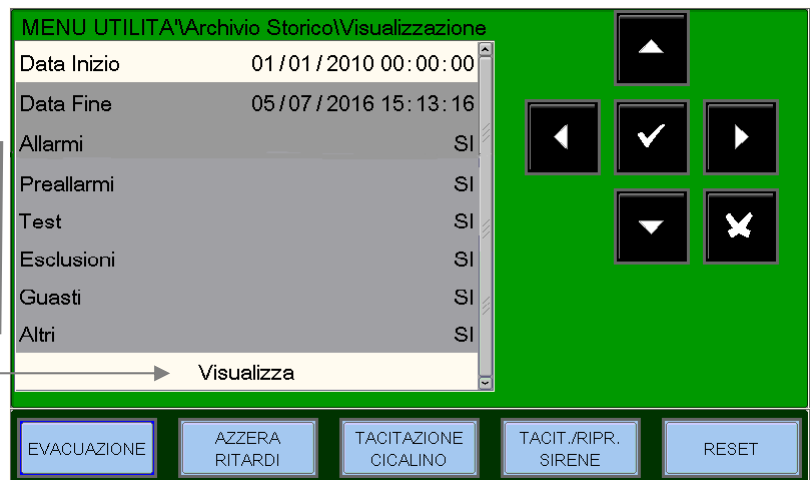 MENU UTILITA'\Archivio Storico\Visualizzazione
Data Inizio 01/01/2010 00:00:00
Data Fine 05/07/2016 15:13:16
Allarmi SI
Preallarmi SI
Test SI
Esclusioni SI
Guasti SI
Altri SI
Visualizza
EVACUAZIONE
AZZERA
RITARDI
TACITAZIONE
CICALINO
TACIT./RIPR.
SIRENE
RESET